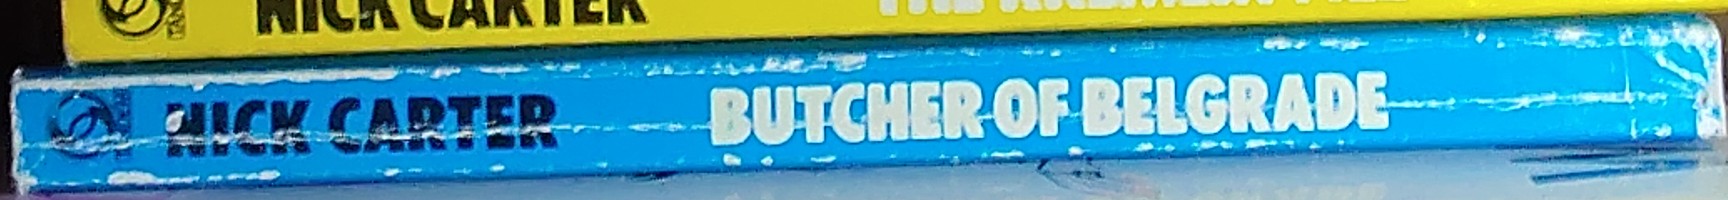 NICK CARTER
NICK CARTER BUTCHER OF BELGRADE